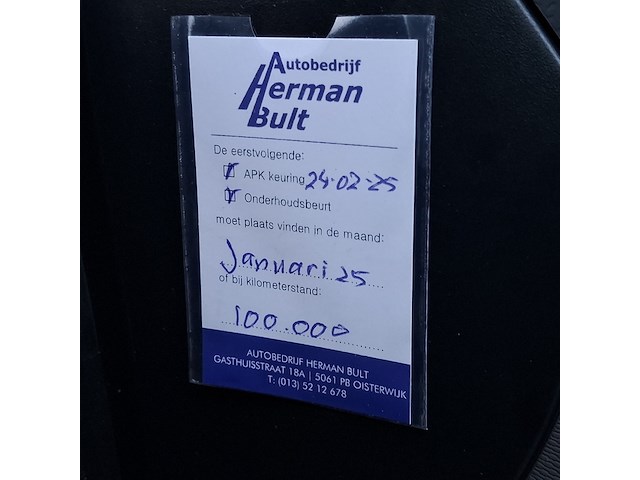 Autobedrijf
Herman
Bult
De eerstvolgende:
APK keuring 24-02-25
Onderhoudsbeurt
moet plaats vinden in de maand:
Januari 25
of bij kilometerstand:
100.000
AUTOBEDRIJF HERMAN BULT
GASTHUISSTRAAT 18A | 5061 PB OISTERWIJK
T: (013) 52 12 678